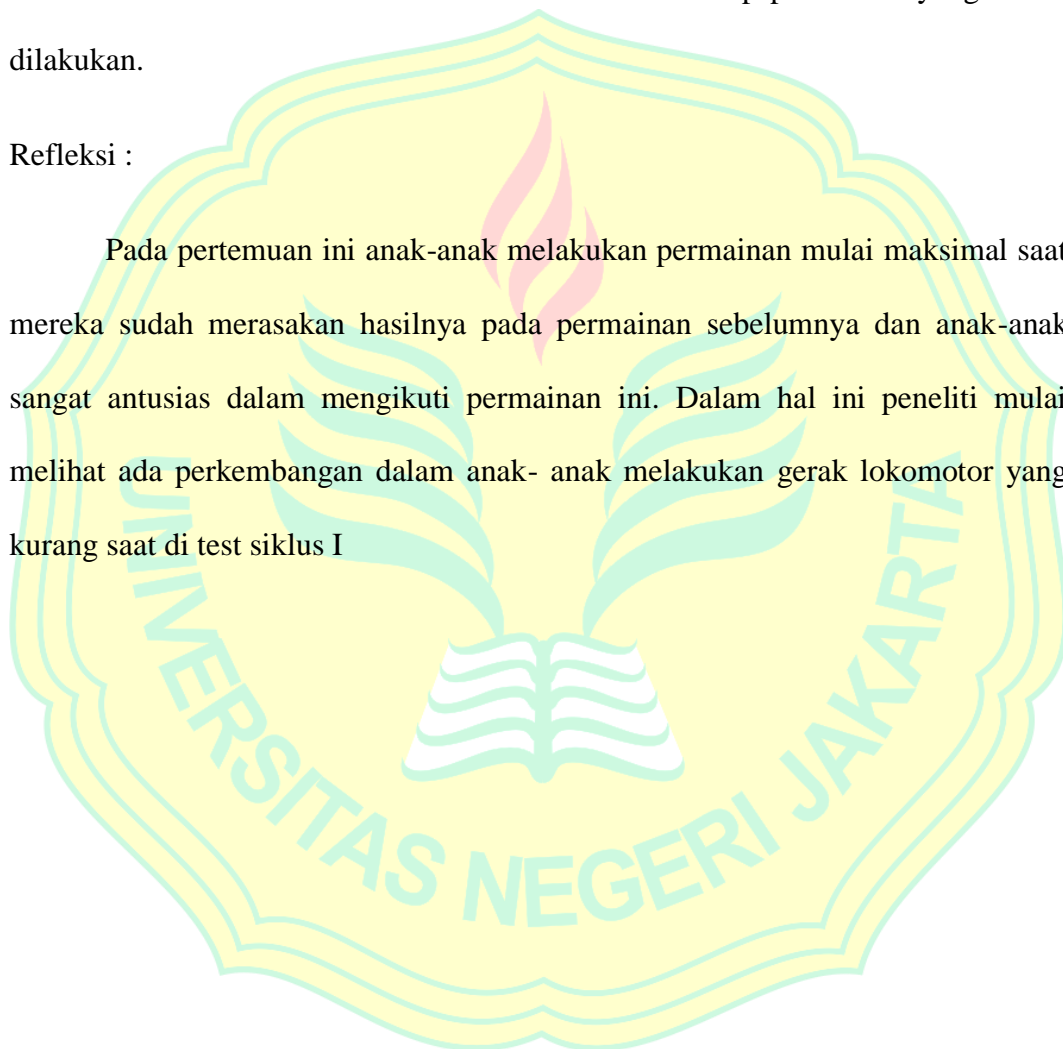 dilakukan.
Refleksi :
Pada pertemuan ini anak-anak melakukan permainan mulai maksimal saat
mereka sudah merasakan hasilnya pada permainan sebelumnya dan anak-anak
sangat antusias dalam mengikuti permainan ini. Dalam hal ini peneliti mulai
melihat ada perkembangan dalam anak- anak melakukan gerak lokomotor yang
kurang saat di test siklus I
UNIVERSITAS NEGERI JAKARTA